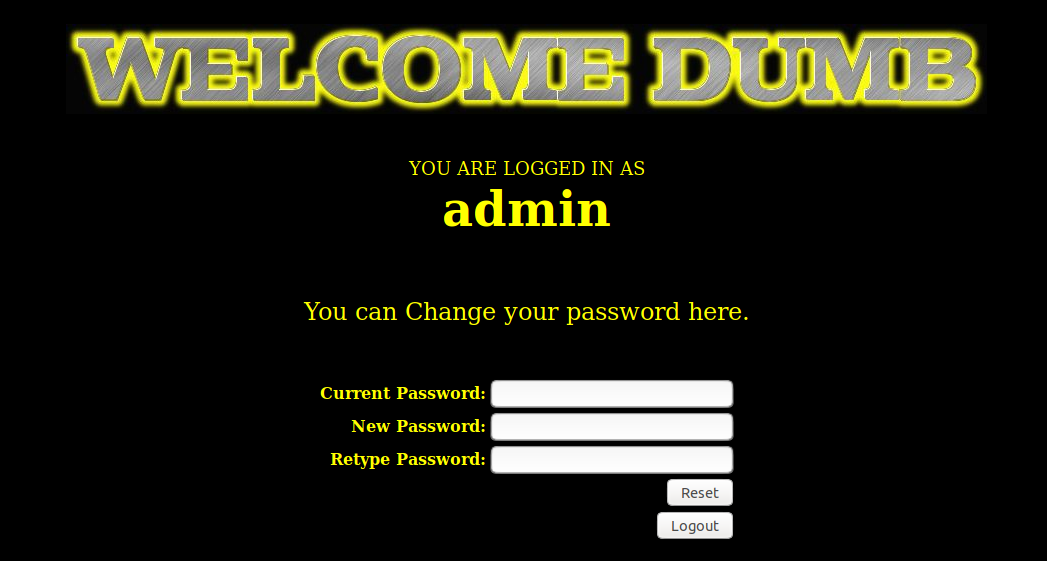 WELCOME DUMB
YOU ARE LOGGED IN AS
admin
You can Change your password here.
Current Password:
New Password:
Retype Password:
Reset
Logout